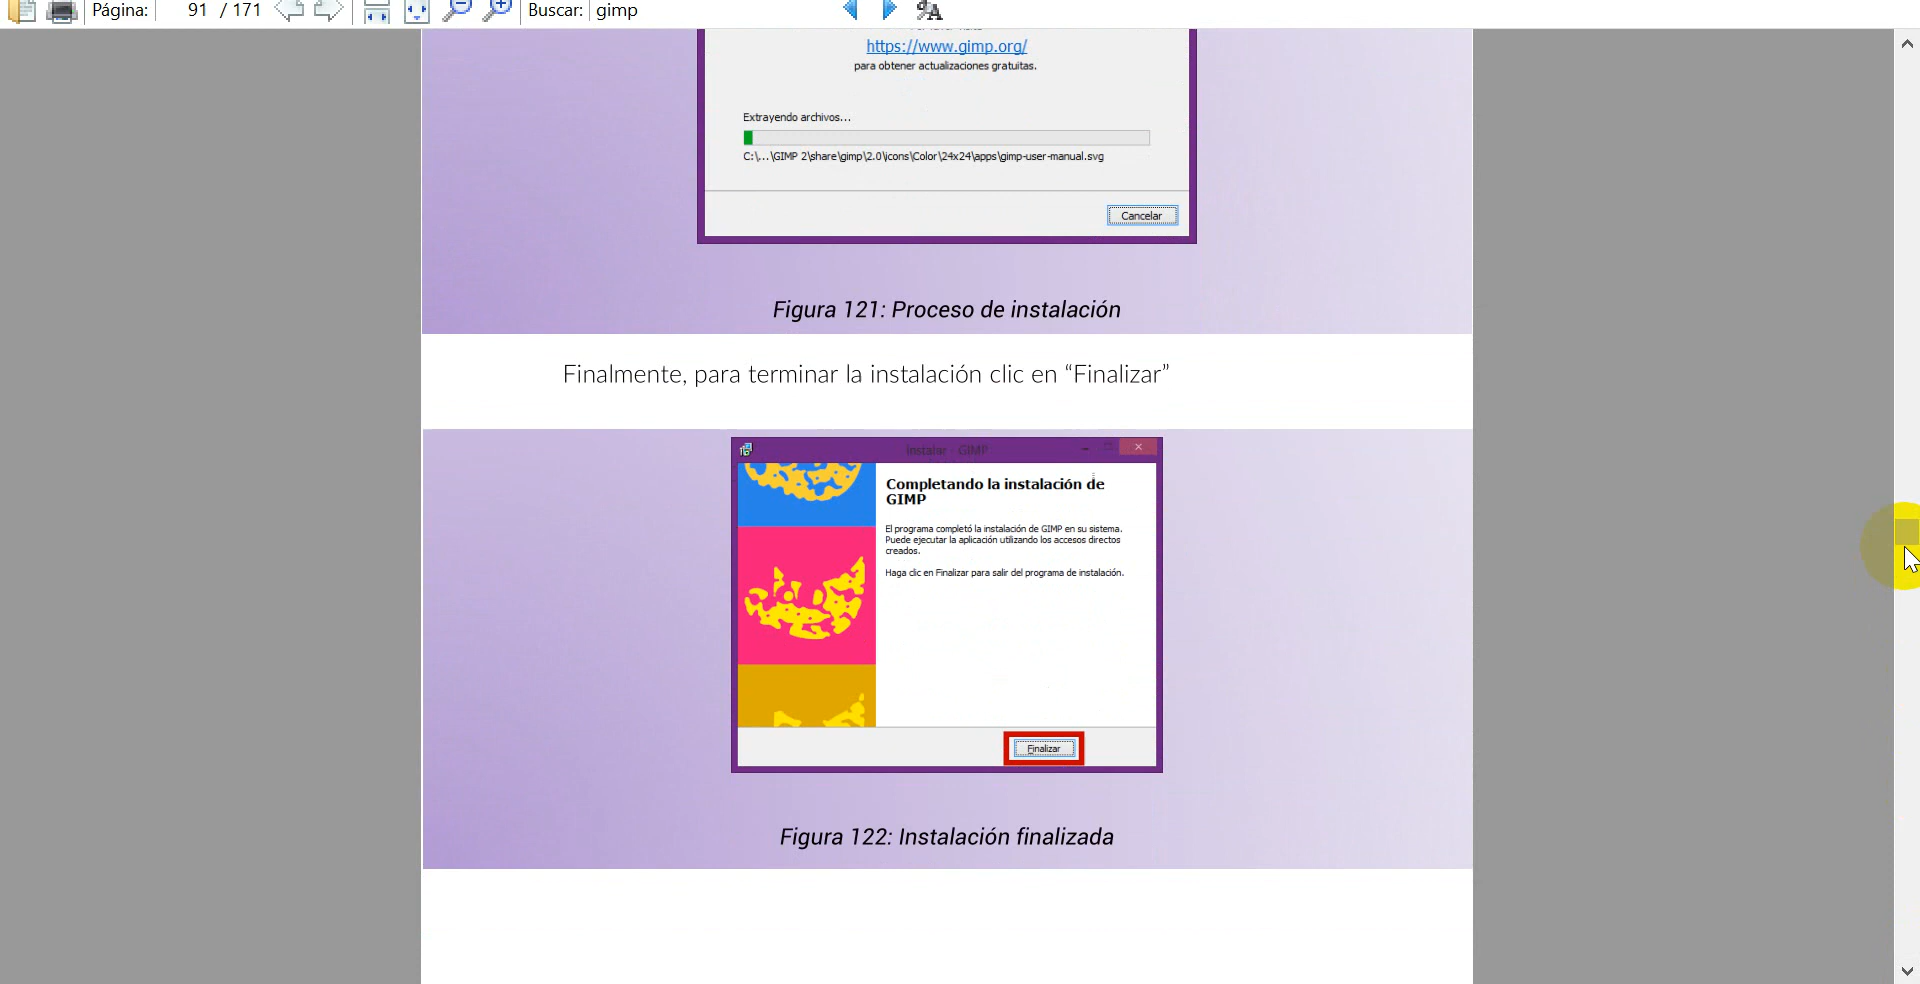 Página: 91 / 171 Buscar: gimp
https://www.gimp.org/
para obtener actualizaciones gratuitas.
Extrayendo archivos...
C:\...\GIMP 2\share\gimp\2.0\icons\Color\24x24\apps\gimp-user-manual.svg
Cancelar
Figura 121: Proceso de instalación
Finalmente, para terminar la instalación clic en “Finalizar”
Instalar - GIMP
Completando la instalación de
GIMP
El programa completó la instalación de GIMP en su sistema.
Puede ejecutar la aplicación utilizando los accesos directos
creados.
Haga clic en Finalizar para salir del programa de instalación.
Finalizar
Figura 122: Instalación finalizada